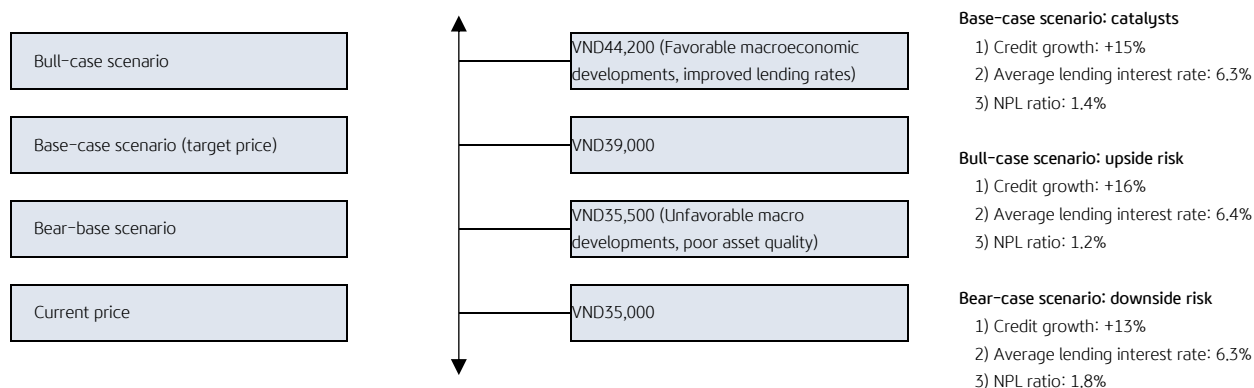 Bull-case scenario
VND44,200 (Favorable macroeconomic
developments, improved lending rates)
Base-case scenario (target price)
VND39,000
Bear-base scenario
VND35,500 (Unfavorable macro
developments, poor asset quality)
Current price
VND35,000
Base-case scenario: catalysts
1) Credit growth: +15%
2) Average lending interest rate: 6.3%
3) NPL ratio: 1.4%
Bull-case scenario: upside risk
1) Credit growth: +16%
2) Average lending interest rate: 6.4%
3) NPL ratio: 1.2%
Bear-case scenario: downside risk
1) Credit growth: +13%
2) Average lending interest rate: 6.3%
3) NPL ratio: 1.8%